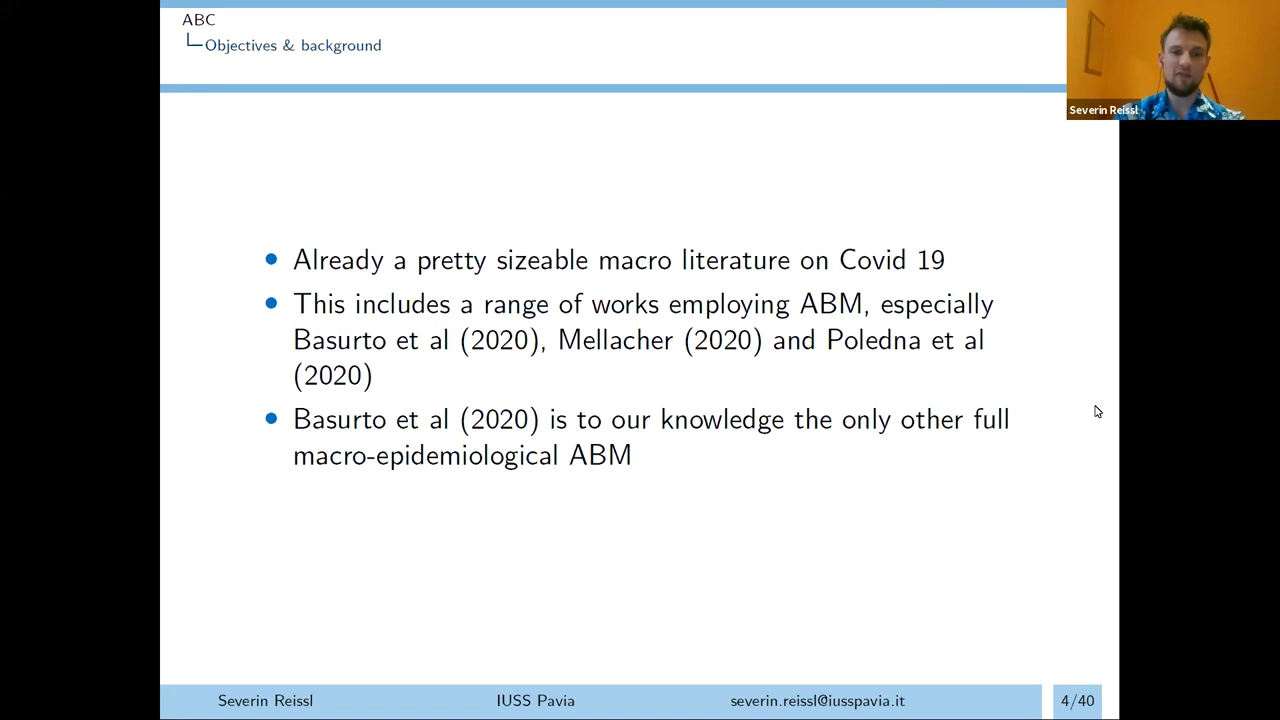 ABC
Objectives & background
Severin Reissl
• Already a pretty sizeable macro literature on Covid 19
• This includes a range of works employing ABM, especially
Basurto et al (2020), Mellacher (2020) and Poledna et al
(2020)
• Basurto et al (2020) is to our knowledge the only other full
macro-epidemiological ABM
Severin Reissl IUSS Pavia severin.reissl@iusspavia.it 4/40